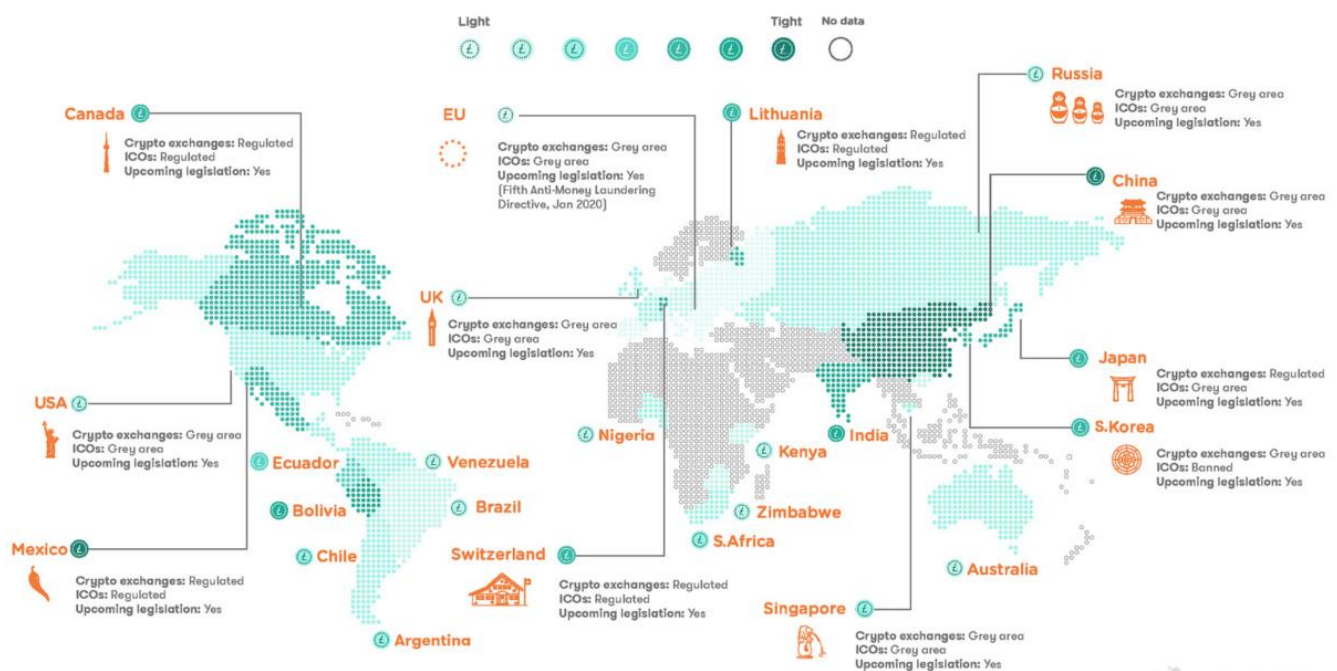 Light
Tight
No data
Canada
Crypto exchanges: Regulated
ICOs: Regulated
Upcoming legislation: Yes
EU
Crypto exchanges: Grey area
ICOs: Grey area
Upcoming legislation: Yes
(Fifth Anti-Money Laundering
Directive, Jan 2020)
Lithuania
Crypto exchanges: Regulated
ICOs: Regulated
Upcoming legislation: Yes
Russia
Crypto exchanges: Grey area
ICOs: Grey area
Upcoming legislation: Yes
China
Crypto exchanges: Grey area
ICOs: Grey area
Upcoming legislation: Yes
UK
Crypto exchanges: Grey area
ICOs: Grey area
Upcoming legislation: Yes
Japan
Crypto exchanges: Regulated
ICOs: Grey area
Upcoming legislation: Yes
USA
Crypto exchanges: Grey area
ICOs: Grey area
Upcoming legislation: Yes
S.Korea
Crypto exchanges: Grey area
ICOs: Banned
Upcoming legislation: Yes
Nigeria
India
Kenya
Ecuador
Venezuela
Bolivia
Brazil
Zimbabwe
S.Africa
Mexico
Crypto exchanges: Regulated
ICOs: Regulated
Upcoming legislation: Yes
Chile
Switzerland
Crypto exchanges: Regulated
ICOs: Regulated
Upcoming legislation: Yes
Australia
Singapore
Crypto exchanges: Grey area
ICOs: Grey area
Upcoming legislation: Yes
Argentina